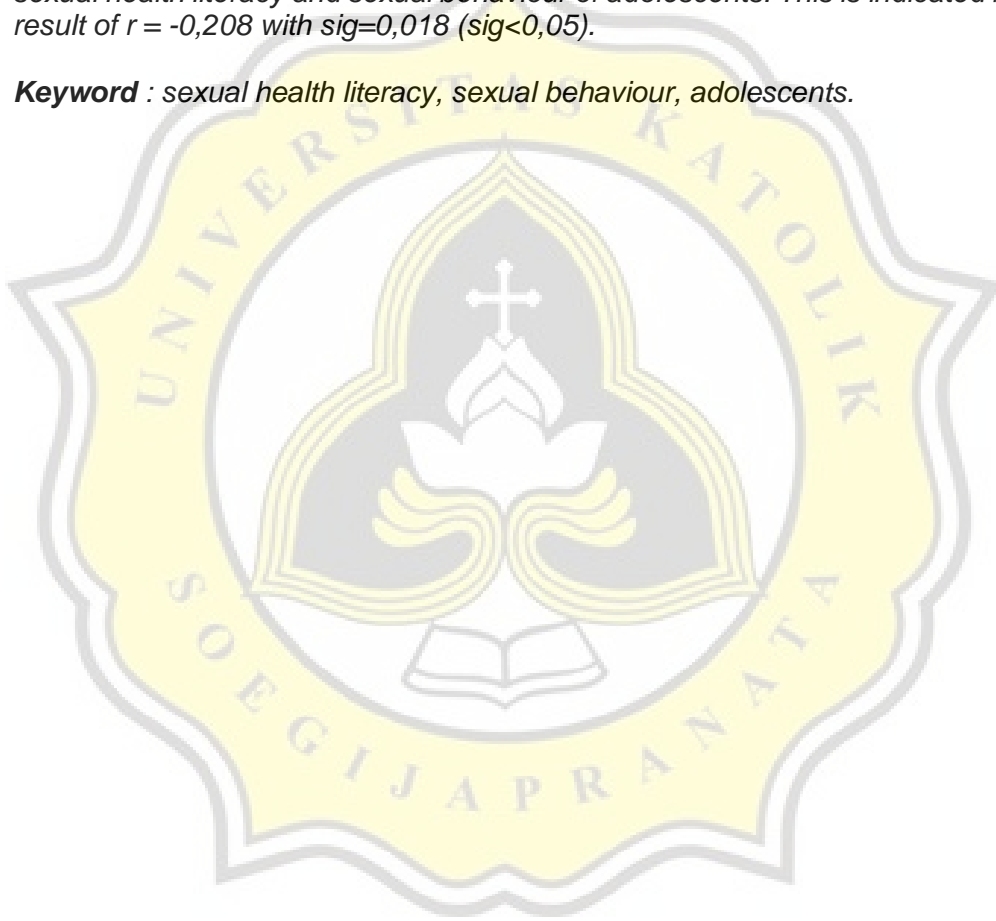 sexual health literacy and sexual behaviour of adolescents. This is indicated
result of r = -0,208 with sig=0,018 (sig<0,05).
Keyword : sexual health literacy, sexual behaviour, adolescents.
UNIVERSITAS KATOLIK
SOEGIJAPRANATA